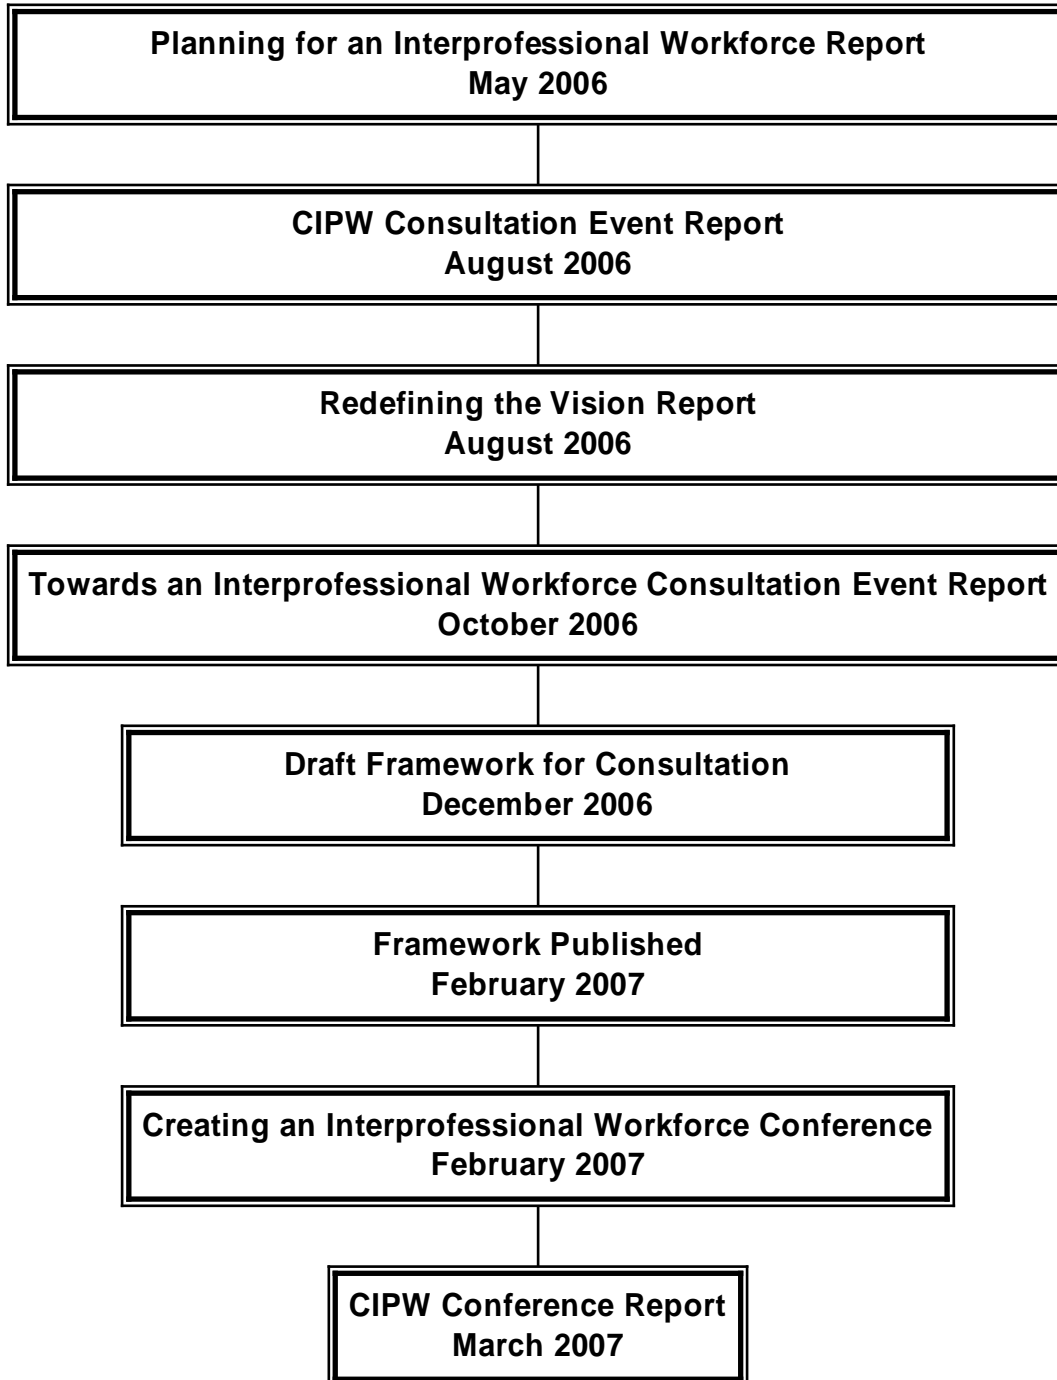 Planning for an Interprofessional Workforce Report
May 2006
CIPW Consultation Event Report
August 2006
Redefining the Vision Report
August 2006
Towards an Interprofessional Workforce Consultation Event Report
October 2006
Draft Framework for Consultation
December 2006
Framework Published
February 2007
Creating an Interprofessional Workforce Conference
February 2007
CIPW Conference Report
March 2007